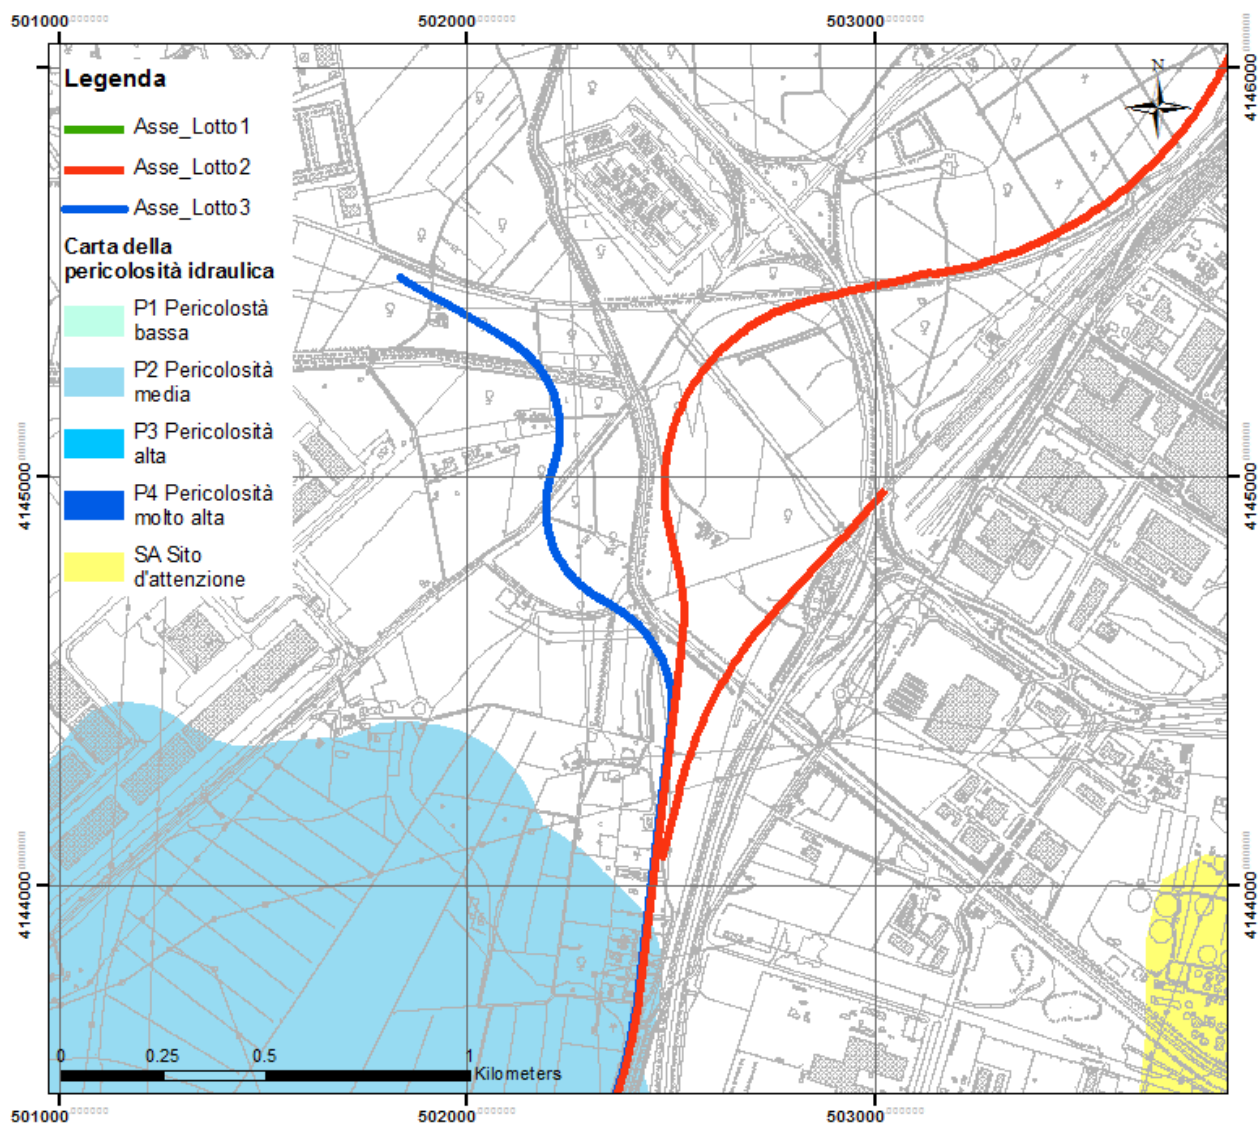 501000
502000
503000
Legenda
Asse_Lotto1
Asse_Lotto2
Asse_Lotto3
Carta della
pericolosità idraulica
P1 Pericolostà
bassa
P2 Pericolosità
media
P3 Pericolosità
alta
P4 Pericolosità
molto alta
SA Sito
d'attenzione
N
4146000
4145000
4145000
4144000
4144000
0
0.25
0.5
1
Kilometers
501000
502000
503000